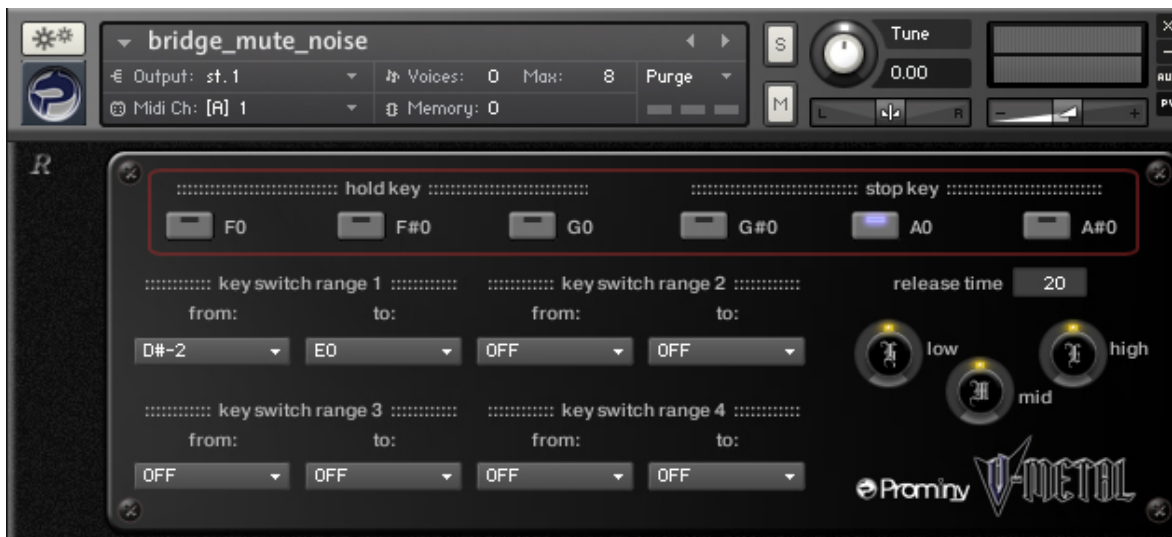 bridge_mute_noise
S
Tune
Output: st.1
Voices: 0 Max: 8
Purge
0.00
Midi Ch: [A] 1
Memory: 0
M
L R
- +
R
hold key
stop key
F0
F#0
G0
G#0
A0
A#0
key switch range 1
key switch range 2
release time 20
from:
to:
from:
to:
D#-2
E0
OFF
OFF
low
high
mid
key switch range 3
key switch range 4
from:
to:
from:
to:
OFF
OFF
OFF
OFF
Prominy V-METAL